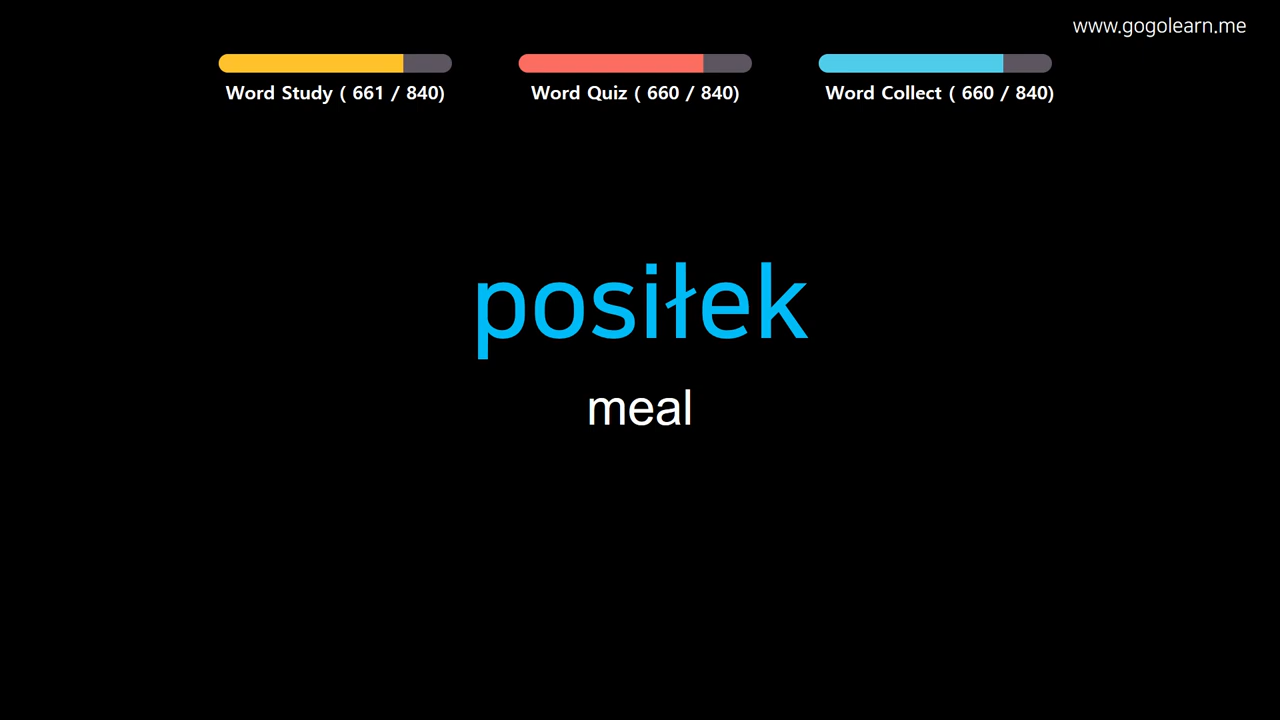 www.gogolearn.me
Word Study ( 661 / 840)
Word Quiz ( 660 / 840)
Word Collect ( 660 / 840)
posiłek
meal